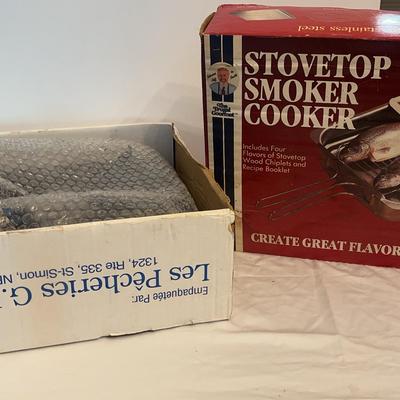 stainless steel
STOVETOP
SMOKER
COOKER
Includes Four
Flavors of Stovetop
Wood Chiplets and
Recipe Booklet
CREATE GREAT FLAVOR
Empaquetée Par:
Les Pêcheries G.
1324, Rte 335, St-Simon,